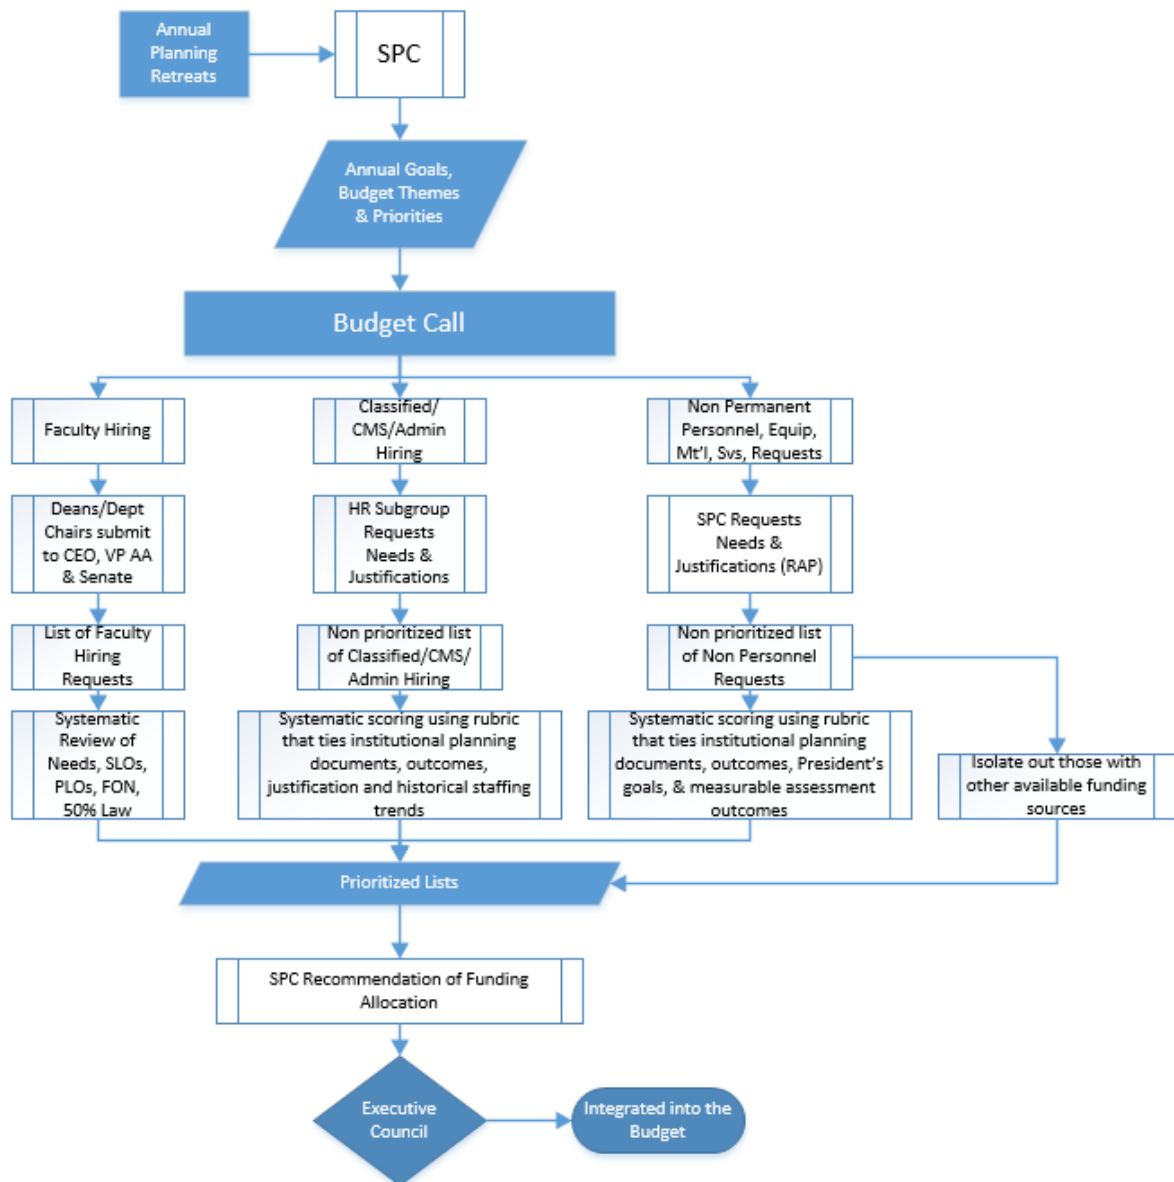 Annual
Planning
Retreats
SPC
Annual Goals,
Budget Themes
& Priorities
Budget Call
Faculty Hiring
Classified/
CMS/Admin
Hiring
Non Permanent
Personnel, Equip,
Mt'l, Svs, Requests
Deans/Dept
Chairs submit
to CEO, VP AA
& Senate
HR Subgroup
Requests
Needs &
Justifications
SPC Requests
Needs &
Justifications (RAP)
List of Faculty
Hiring
Requests
Non prioritized list
of Classified/CMS/
Admin Hiring
Non prioritized list
of Non Personnel
Requests
Systematic
Review of
Needs, SLOs,
PLOs, FON,
50% Law
Systematic scoring using rubric
that ties institutional planning
documents, outcomes,
justification and historical staffing
trends
Systematic scoring using rubric
that ties institutional planning
documents, outcomes, President's
goals, & measurable assessment
outcomes
Isolate out those with
other available funding
sources
Prioritized Lists
SPC Recommendation of Funding
Allocation
Executive
Council
Integrated into the
Budget